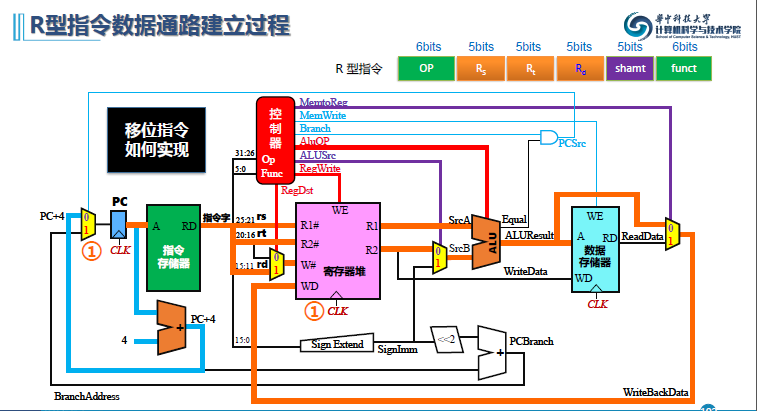 R型指令数据通路建立过程
华中科技大学
计算机科学与技术学院
School of Computer Science & Technology, HUST
6bits 5bits 5bits 5bits 5bits 6bits
R 型指令 OP Rs Rt Rd shamt funct
移位指令
如何实现
控制器
Op
Func
31:26
5:0
MemtoReg
MemWrite
Branch
AluOP
ALUSrc
RegWrite
RegDst
PCSrc
PC+4
0
1
①
PC
CLK
A RD
指令
存储器
指令字
25:21 rs
20:16 rt
15:11 rd
0
1
WE
R1# R1
R2# R2
W#
WD
寄存器堆
① CLK
SrcA
SrcB
0
1
ALU
Equal
ALUResult
WriteData
WE
A RD
数据
存储器
WD
CLK
ReadData
0
1
4
+
PC+4
15:0
Sign Extend
SignImm
<<2
+
PCBranch
BranchAddress
WriteBackData